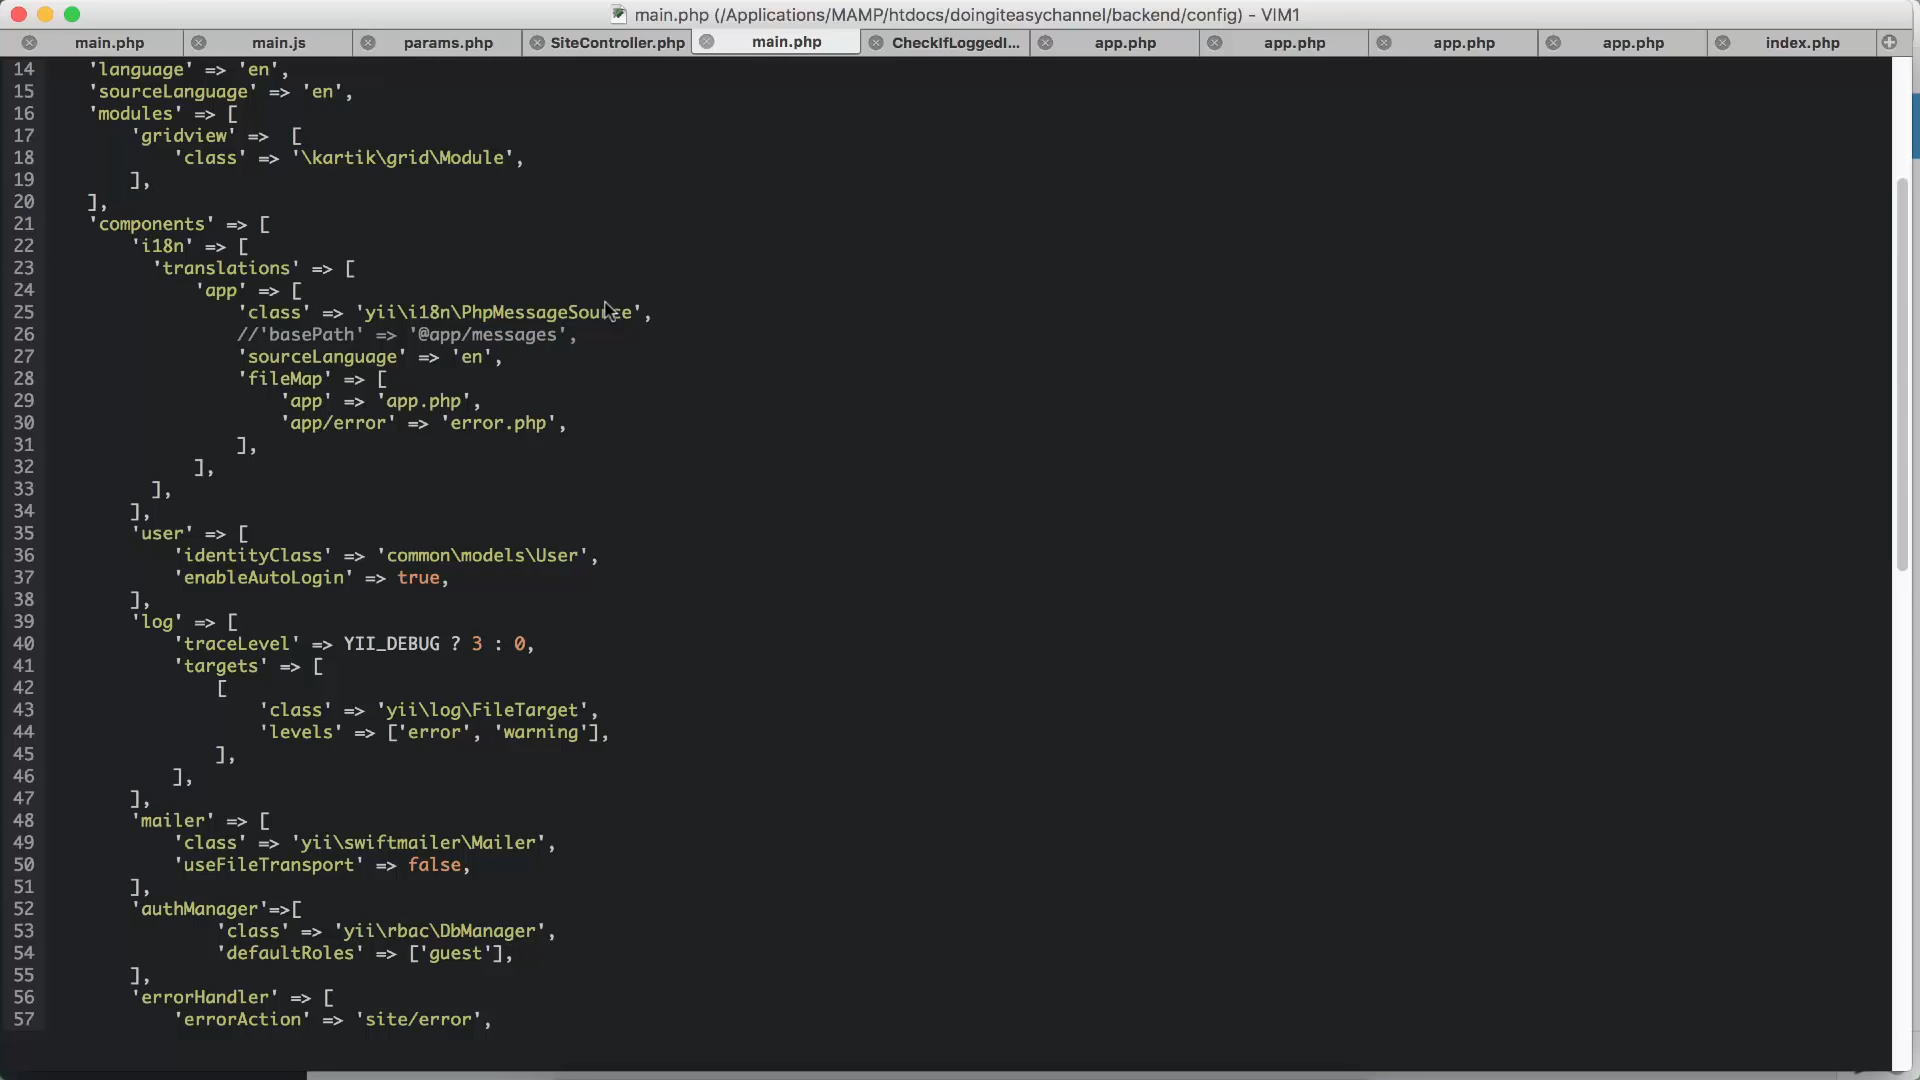 main.php (/Applications/MAMP/htdocs/doingiteasychannel/backend/config) - VIM1
main.php main.js params.php SiteController.php main.php CheckIfLoggedI... app.php app.php app.php app.php index.php
14 'language' => 'en',
15 'sourceLanguage' => 'en',
16 'modules' => [
17 'gridview' => [
18 'class' => '\kartik\grid\Module',
19 ],
20 ],
21 'components' => [
22 'i18n' => [
23 'translations' => [
24 'app' => [
25 'class' => 'yii\i18n\PhpMessageSource',
26 //'basePath' => '@app/messages',
27 'sourceLanguage' => 'en',
28 'fileMap' => [
29 'app' => 'app.php',
30 'app/error' => 'error.php',
31 ],
32 ],
33 ],
34 ],
35 'user' => [
36 'identityClass' => 'common\models\User',
37 'enableAutoLogin' => true,
38 ],
39 'log' => [
40 'traceLevel' => YII_DEBUG ? 3 : 0,
41 'targets' => [
42 [
43 'class' => 'yii\log\FileTarget',
44 'levels' => ['error', 'warning'],
45 ],
46 ],
47 ],
48 'mailer' => [
49 'class' => 'yii\swiftmailer\Mailer',
50 'useFileTransport' => false,
51 ],
52 'authManager'=>[
53 'class' => 'yii\rbac\DbManager',
54 'defaultRoles' => ['guest'],
55 ],
56 'errorHandler' => [
57 'errorAction' => 'site/error',